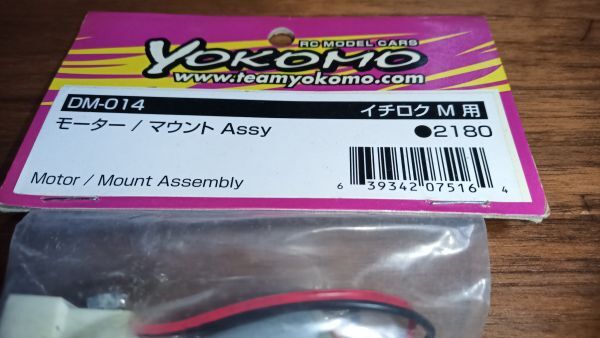 RC MODEL CARS
YOKOMO
www.teamyokomo.com
DM-014 イチロク M 用
モーター / マウント Assy ●2180
Motor / Mount Assembly
6 39342 07516 4